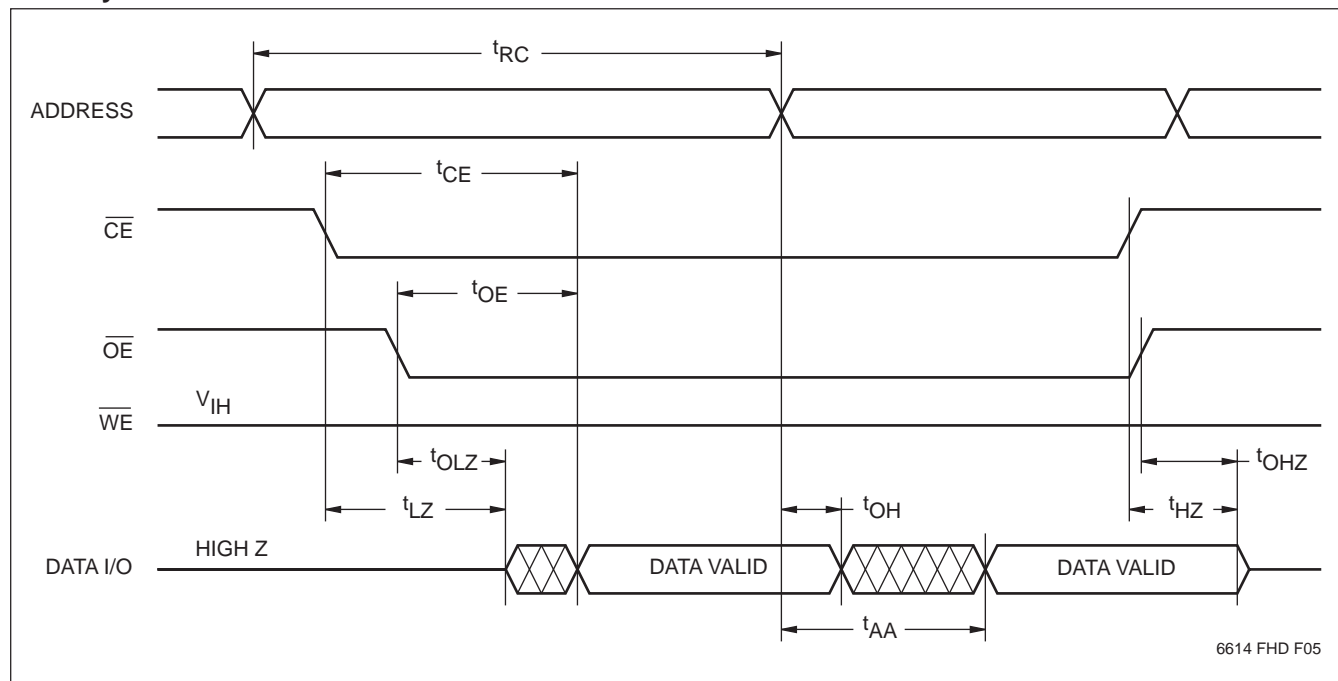 tRC
ADDRESS
tCE
CE
tOE
OE
VIH
WE
tOLZ
tOHZ
tLZ
tOH
tHZ
HIGH Z
DATA I/O
DATA VALID
DATA VALID
tAA
6614 FHD F05